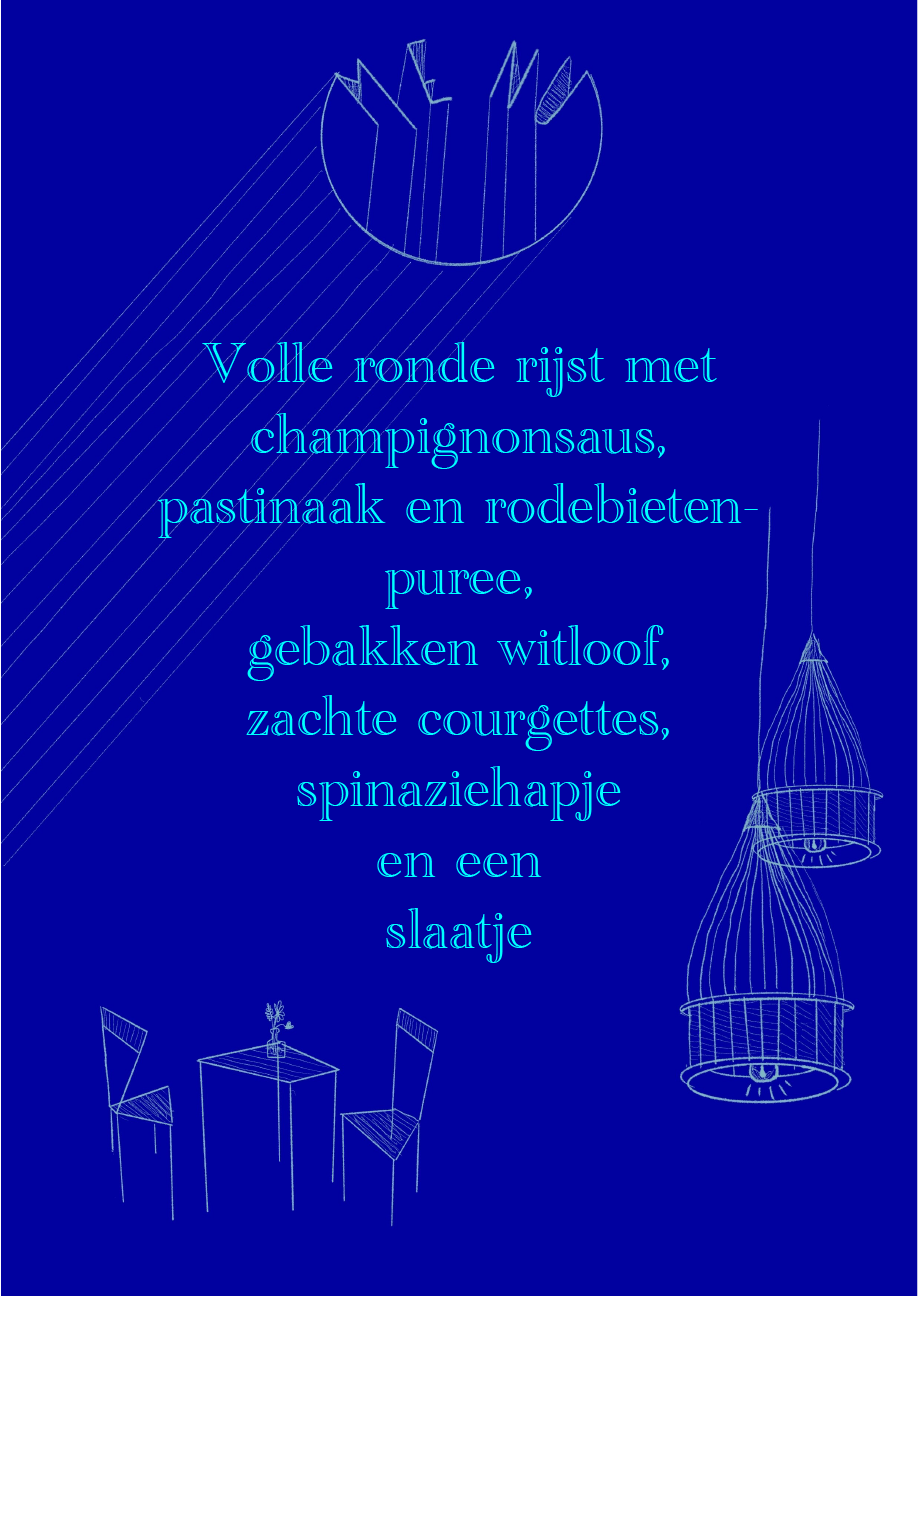 Volle ronde rijst met
champignonsaus,
pastinaak en rodebieten-
puree,
gebakken witloof,
zachte courgettes,
spinaziehapje
en een
slaatje